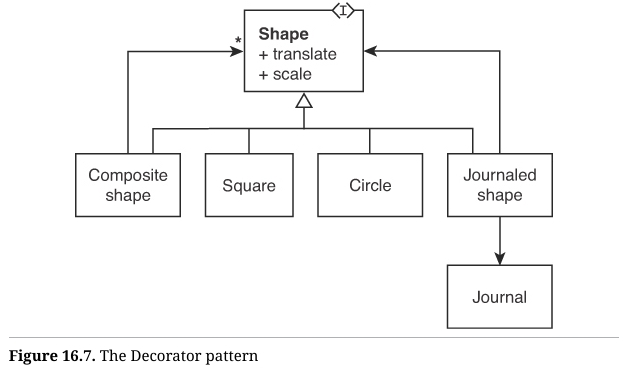 <I>
Shape
+ translate
+ scale
*
Composite
shape
Square
Circle
Journaled
shape
Journal
Figure 16.7. The Decorator pattern